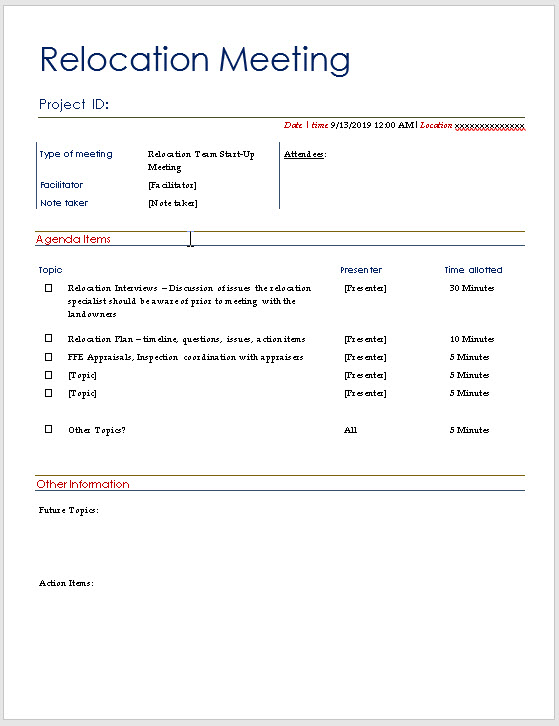 Relocation Meeting
Project ID:
Date | time 9/13/2019 12:00 AM| Location xxxxxxxxxxxxxx
Type of meeting Relocation Team Start-Up Meeting
Attendees:
Facilitator [Facilitator]
Note taker [Note taker]
Agenda Items
Topic Presenter Time allotted
☐ Relocation Interviews – Discussion of issues the relocation [Presenter] 30 Minutes
specialist should be aware of prior to meeting with the
landowners
☐ Relocation Plan – timeline, questions, issues, action items [Presenter] 10 Minutes
☐ FFE Appraisals, Inspection coordination with appraisers [Presenter] 5 Minutes
☐ [Topic] [Presenter] 5 Minutes
☐ [Topic] [Presenter] 5 Minutes
☐ Other Topics? All 5 Minutes
Other Information
Future Topics:
Action Items: